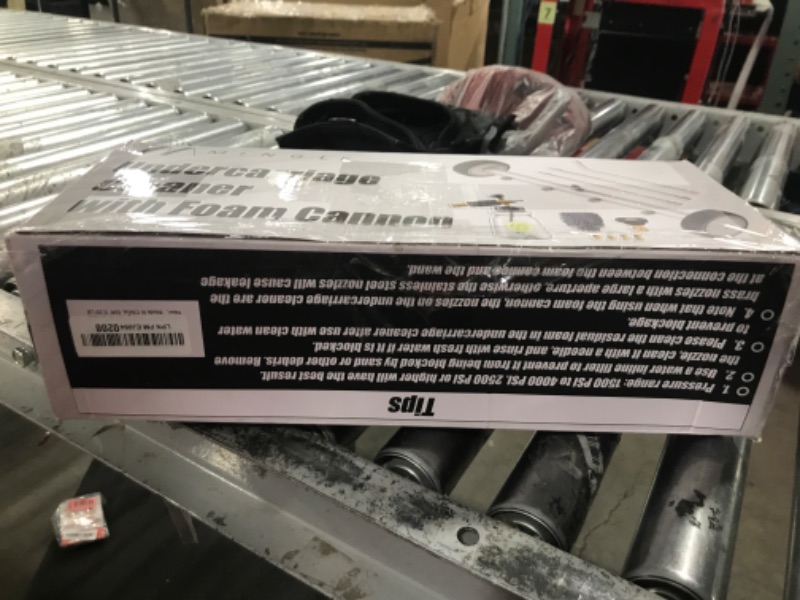 Undercarriage
Cleaner
with Foam Cannon
Tips
1. Pressure range: 1500 PSI to 4000 PSI, 2500 PSI or higher will have the best result.
2. Use a water inline filter to prevent being blocked by sand or other debris. Remove
the nozzle, clean it with a needle, and rinse with fresh water if it is blocked.
3. Please clean the residual foam in the undercarriage cleaner after use with clean water
to prevent blockage.
4. Note that when using the foam cannon, the nozzles on the undercarriage cleaner are the
brass nozzles with a large aperture, otherwise the stainless steel nozzles will cause leakage
at the connection between the foam cannon and the wand.
7